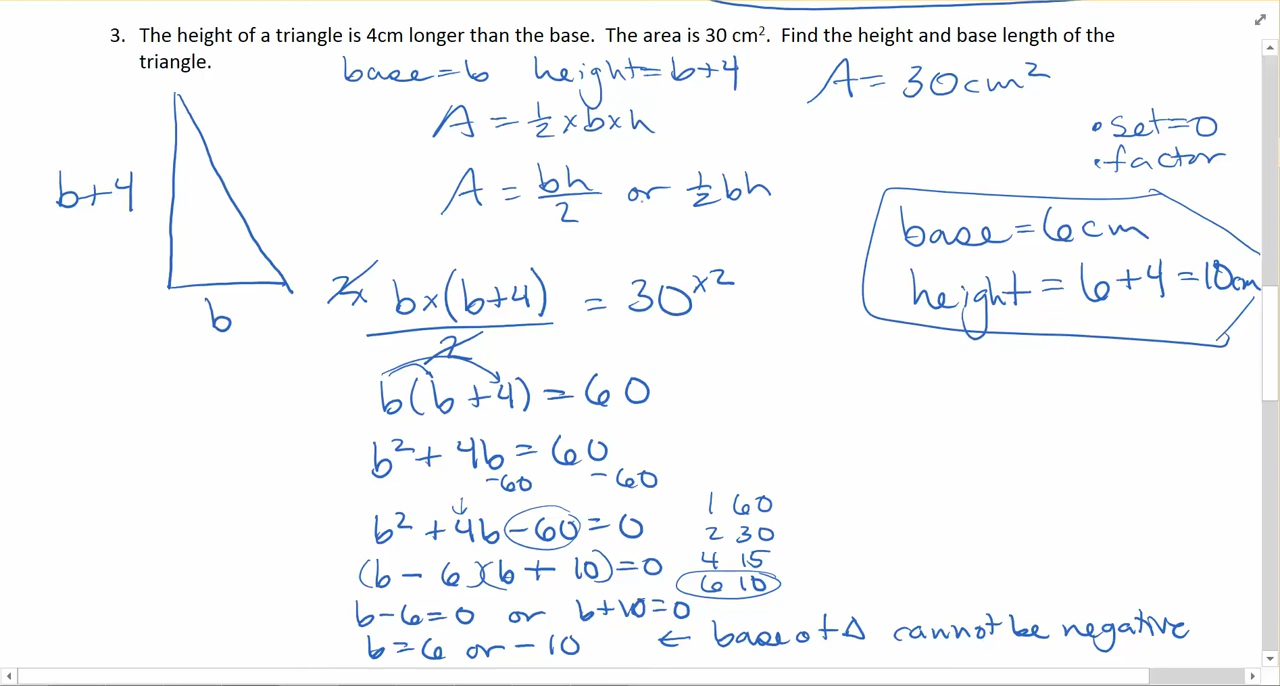 3. The height of a triangle is 4cm longer than the base. The area is 30 cm². Find the height and base length of the
triangle.
base=b height=b+4 A=30cm²
A = ½xbxh
• set=0
• factor
b+4
A = bh/2 or ½bh
base=6cm
height = 6+4=10cm
b
2x bx(b+4)/2 = 30 x2
b(b+4)=60
b²+4b=60
-60 -60
b²+4b-60=0
1 60
2 30
4 15
6 10
(b-6)(b+10)=0
b-6=0 or b+10=0
b=6 or -10 ← base of Δ cannot be negative